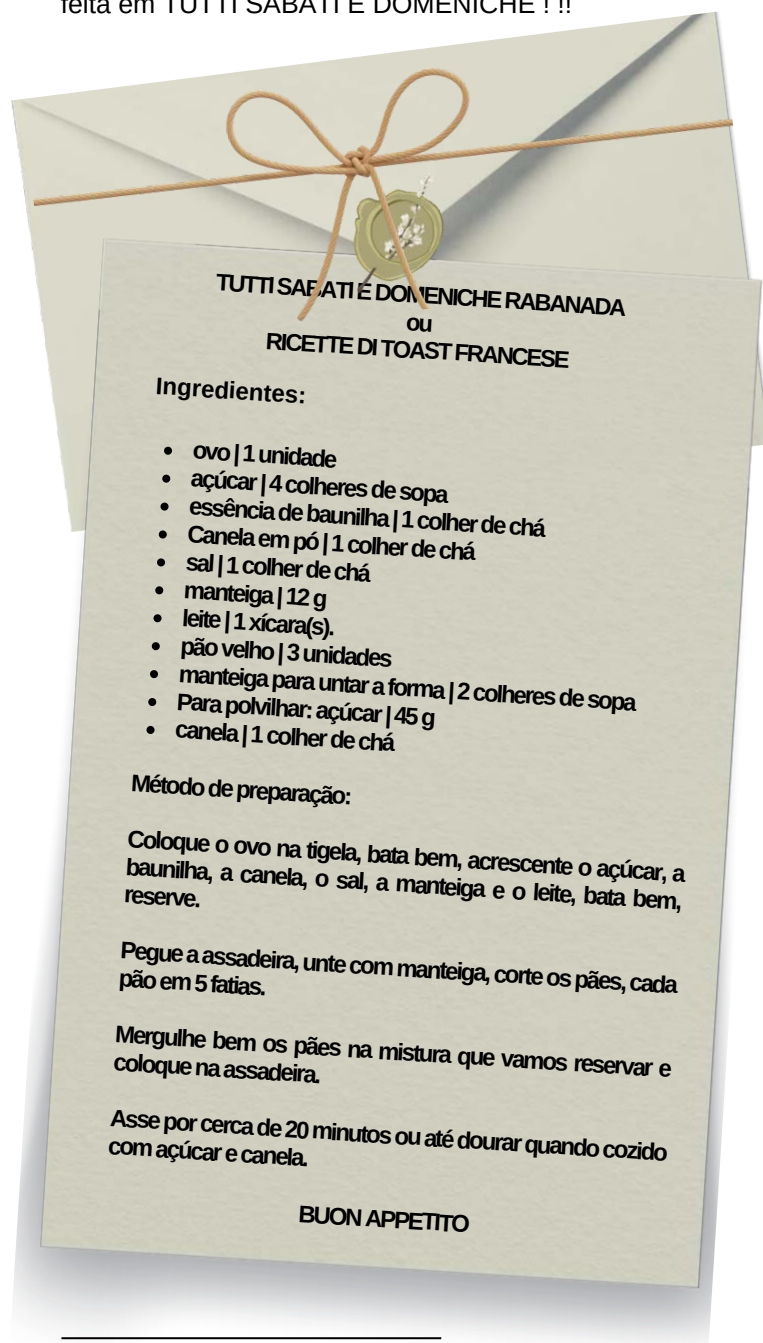 feita em TUTTI SABATI E DOMENICHE ! !!
TUTTI SABATI E DOMENICHE RABANADA
ou
RICETTE DI TOAST FRANCESE
Ingredientes:
• ovo | 1 unidade
• açúcar | 4 colheres de sopa
• essência de baunilha | 1 colher de chá
• Canela em pó | 1 colher de chá
• sal | 1 colher de chá
• manteiga | 12 g
• leite | 1 xícara(s).
• pão velho | 3 unidades
• manteiga para untar a forma | 2 colheres de sopa
• Para polvilhar: açúcar | 45 g
• canela | 1 colher de chá
Método de preparação:
Coloque o ovo na tigela, bata bem, acrescente o açúcar, a
baunilha, a canela, o sal, a manteiga e o leite, bata bem,
reserve.
Pegue a assadeira, unte com manteiga, corte os pães, cada
pão em 5 fatias.
Mergulhe bem os pães na mistura que vamos reservar e
coloque na assadeira.
Asse por cerca de 20 minutos ou até dourar quando cozido
com açúcar e canela.
BUON APPETITO